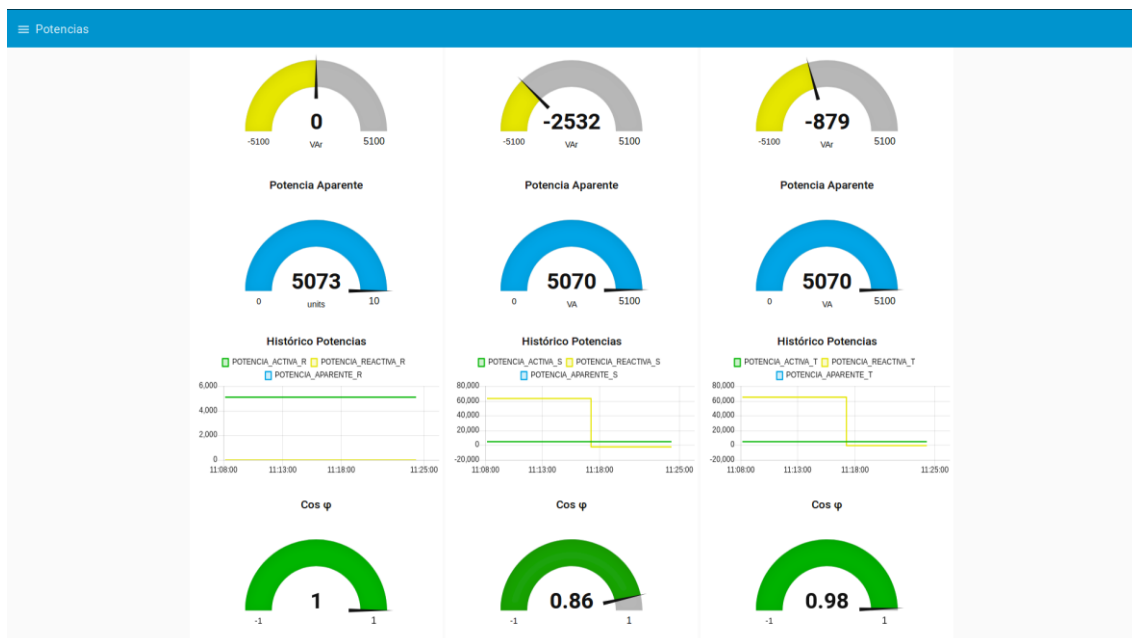 Potencias
0
-5100 VAr 5100
-2532
-5100 VAr 5100
-879
-5100 VAr 5100
Potencia Aparente
Potencia Aparente
Potencia Aparente
5073
0 units 10
5070
0 VA 5100
5070
0 VA 5100
Histórico Potencias
POTENCIA_ACTIVA_R POTENCIA_REACTIVA_R
POTENCIA_APARENTE_R
6,000
4,000
2,000
0
11:08:00 11:13:00 11:18:00 11:25:00
Histórico Potencias
POTENCIA_ACTIVA_S POTENCIA_REACTIVA_S
POTENCIA_APARENTE_S
80,000
60,000
40,000
20,000
0
-20,000
11:08:00 11:13:00 11:18:00 11:25:00
Histórico Potencias
POTENCIA_ACTIVA_T POTENCIA_REACTIVA_T
POTENCIA_APARENTE_T
80,000
60,000
40,000
20,000
0
-20,000
11:08:00 11:13:00 11:18:00 11:25:00
Cos φ
Cos φ
Cos φ
1
-1 1
0.86
-1 1
0.98
-1 1